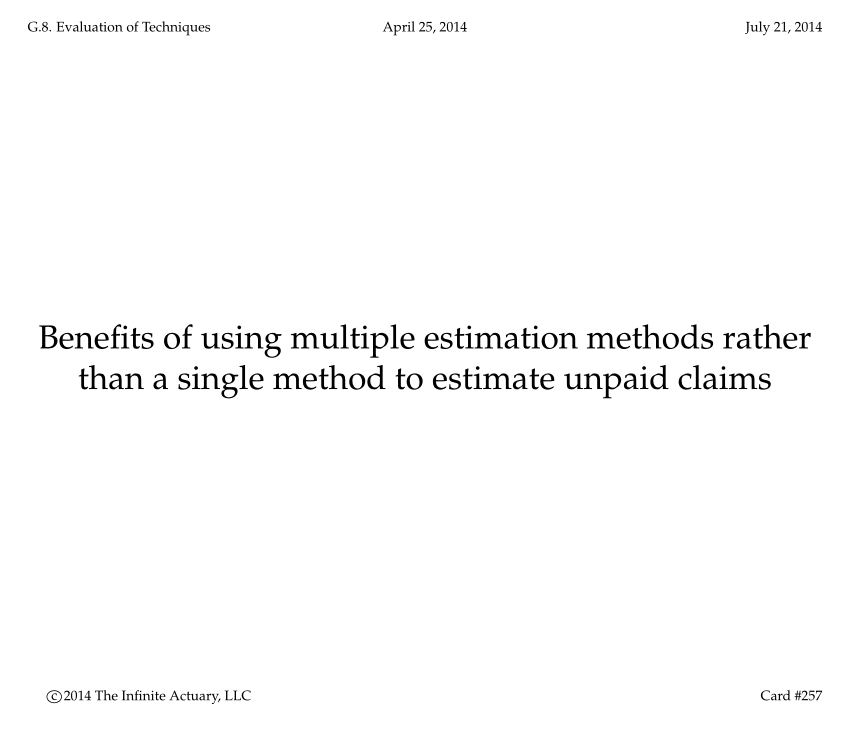 G.8. Evaluation of Techniques April 25, 2014 July 21, 2014
Benefits of using multiple estimation methods rather
than a single method to estimate unpaid claims
©2014 The Infinite Actuary, LLC Card #257